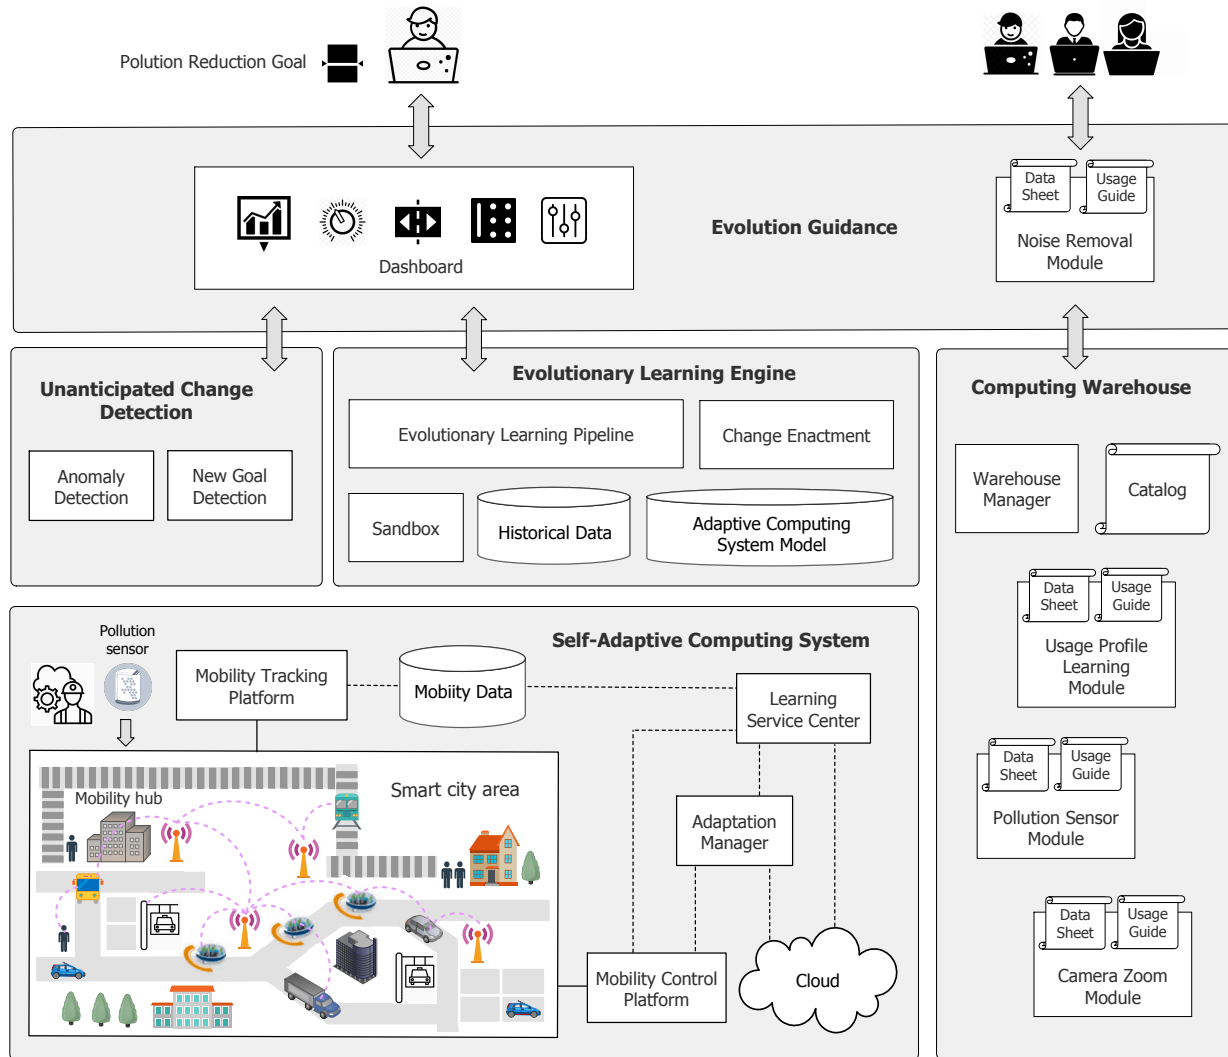 Polution Reduction Goal
Data
Sheet
Usage
Guide
Noise Removal
Module
Evolution Guidance
Dashboard
Unanticipated Change
Detection
Anomaly
Detection
New Goal
Detection
Evolutionary Learning Engine
Evolutionary Learning Pipeline
Change Enactment
Sandbox
Historical Data
Adaptive Computing
System Model
Computing Warehouse
Warehouse
Manager
Catalog
Data
Sheet
Usage
Guide
Usage Profile
Learning
Module
Data
Sheet
Usage
Guide
Pollution Sensor
Module
Data
Sheet
Usage
Guide
Camera Zoom
Module
Self-Adaptive Computing System
Pollution
sensor
Mobility Tracking
Platform
Mobiity Data
Learning
Service Center
Smart city area
Mobility hub
Adaptation
Manager
Mobility Control
Platform
Cloud